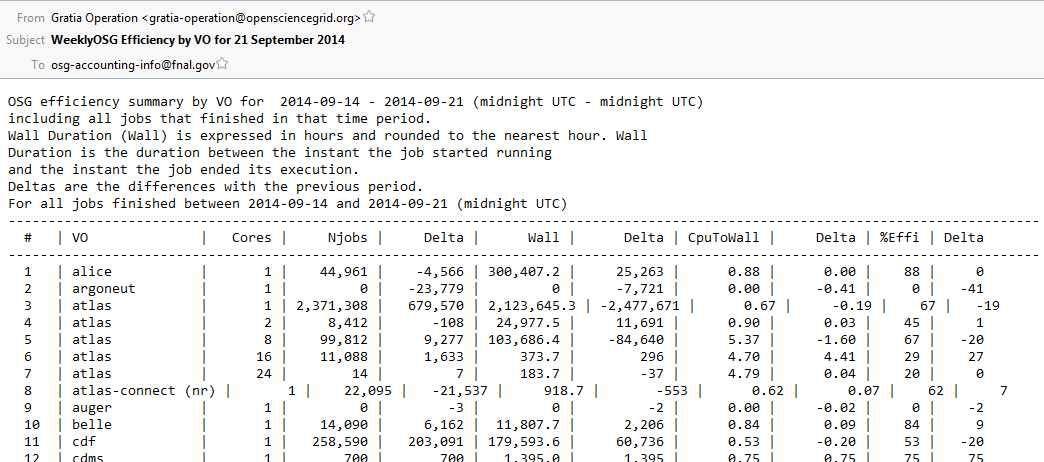 From Gratia Operation <gratia-operation@opensciencegrid.org>
Subject WeeklyOSG Efficiency by VO for 21 September 2014
To osg-accounting-info@fnal.gov
OSG efficiency summary by VO for  2014-09-14 - 2014-09-21 (midnight UTC - midnight UTC)
including all jobs that finished in that time period.
Wall Duration (Wall) is expressed in hours and rounded to the nearest hour. Wall
Duration is the duration between the instant the job started running
and the instant the job ended its execution.
Deltas are the differences with the previous period.
For all jobs finished between 2014-09-14 and 2014-09-21 (midnight UTC)
# | VO | Cores | Njobs | Delta | Wall | Delta | CpuToWall | Delta | %Effi | Delta
1 | alice | 1 | 44,961 | -4,566 | 300,407.2 | 25,263 | 0.88 | 0.00 | 88 | 0
2 | argoneut | 1 | 0 | -23,779 | 0 | -7,721 | 0.00 | -0.41 | 0 | -41
3 | atlas | 1 | 2,371,308 | 679,570 | 2,123,645.3 | -2,477,671 | 0.67 | -0.19 | 67 | -19
4 | atlas | 2 | 8,412 | -108 | 24,977.5 | 11,691 | 0.90 | 0.03 | 45 | 1
5 | atlas | 8 | 99,812 | 9,277 | 103,686.4 | -84,640 | 5.37 | -1.60 | 67 | -20
6 | atlas | 16 | 11,088 | 1,633 | 373.7 | 296 | 4.70 | 4.41 | 29 | 27
7 | atlas | 24 | 14 | 7 | 183.7 | -37 | 4.79 | 0.04 | 20 | 0
8 | atlas-connect (nr) | 1 | 22,095 | -21,537 | 918.7 | -553 | 0.62 | 0.07 | 62 | 7
9 | auger | 1 | 0 | -3 | 0 | -2 | 0.00 | -0.02 | 0 | -2
10 | belle | 1 | 14,090 | 6,162 | 11,807.7 | 2,206 | 0.84 | 0.09 | 84 | 9
11 | cdf | 1 | 258,590 | 203,091 | 179,593.6 | 60,736 | 0.53 | -0.20 | 53 | -20
12 | cdms | 1 | 700 | 700 | 1,395.0 | 1,395 | 0.75 | 0.75 | 75 | 75